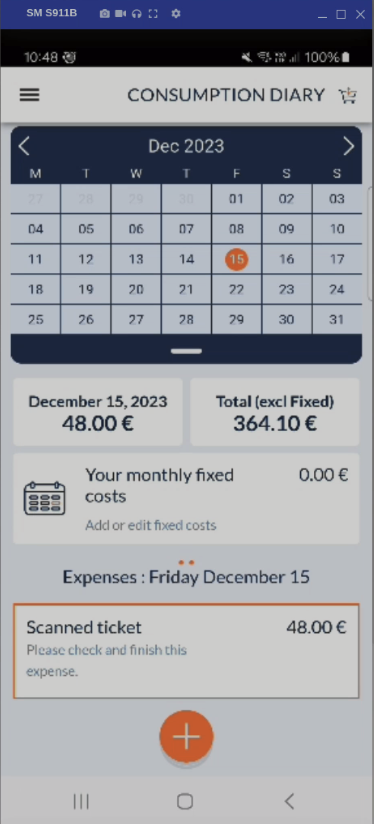 SM S911B
10:48 100%
CONSUMPTION DIARY
Dec 2023
M T W T F S S
27 28 29 30 01 02 03
04 05 06 07 08 09 10
11 12 13 14 15 16 17
18 19 20 21 22 23 24
25 26 27 28 29 30 31
December 15, 2023 Total (excl Fixed)
48.00 € 364.10 €
Your monthly fixed 0.00 €
costs
Add or edit fixed costs
Expenses : Friday December 15
Scanned ticket 48.00 €
Please check and finish this
expense.